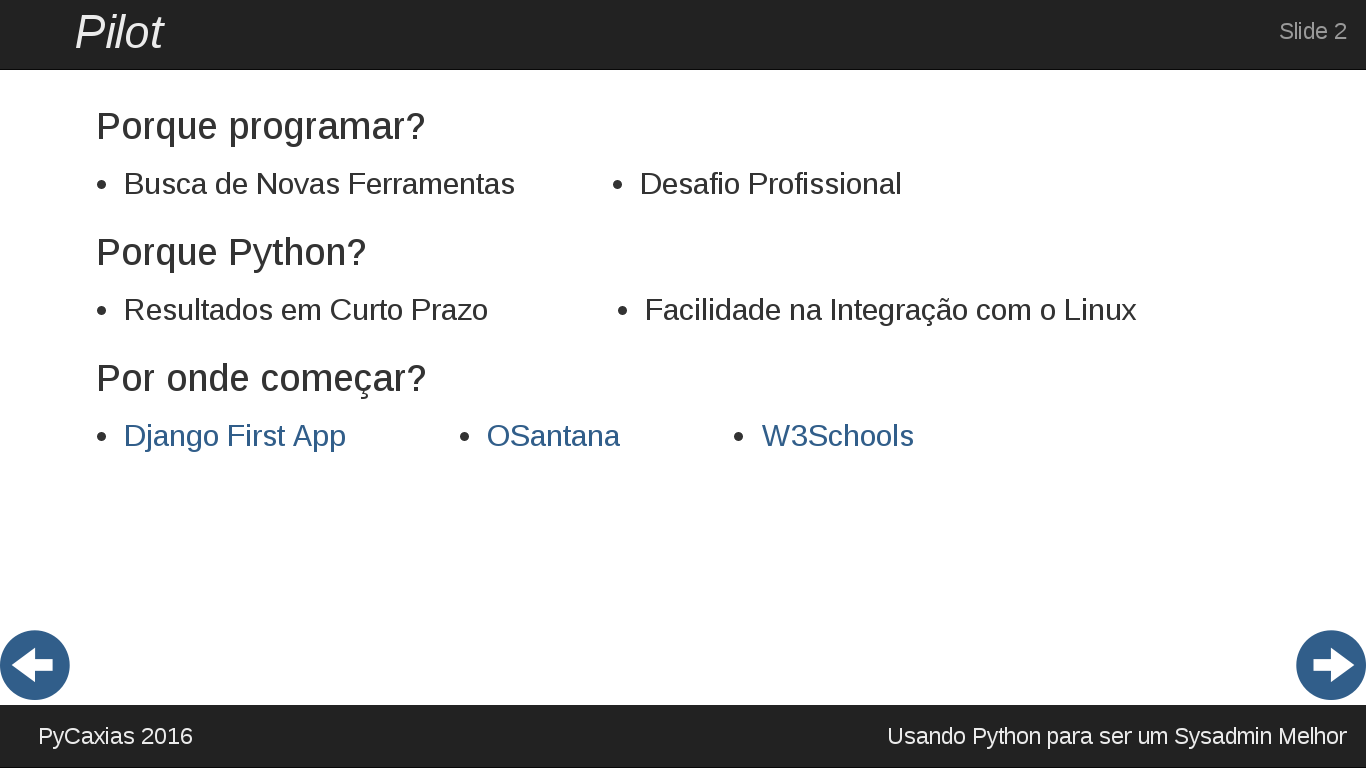 Pilot
Slide 2
Porque programar?
• Busca de Novas Ferramentas • Desafio Profissional
Porque Python?
• Resultados em Curto Prazo • Facilidade na Integração com o Linux
Por onde começar?
• Django First App • OSantana • W3Schools
PyCaxias 2016
Usando Python para ser um Sysadmin Melhor